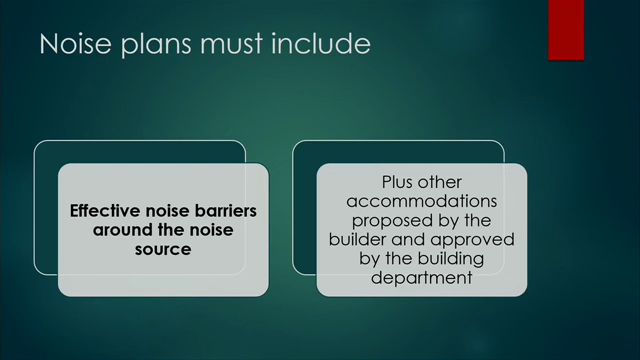 Noise plans must include
Effective noise barriers
around the noise
source
Plus other
accommodations
proposed by the
builder and approved
by the building
department